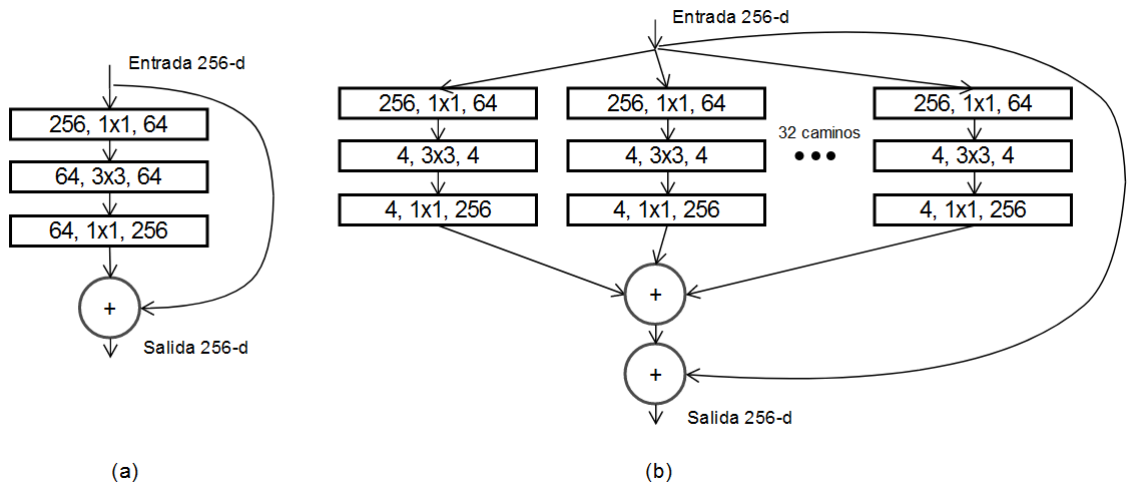 Entrada 256-d
256, 1x1, 64
64, 3x3, 64
64, 1x1, 256
+
Salida 256-d
(a)
Entrada 256-d
256, 1x1, 64
256, 1x1, 64
256, 1x1, 64
32 caminos
4, 3x3, 4
4, 3x3, 4
4, 3x3, 4
4, 1x1, 256
4, 1x1, 256
4, 1x1, 256
+
+
Salida 256-d
(b)